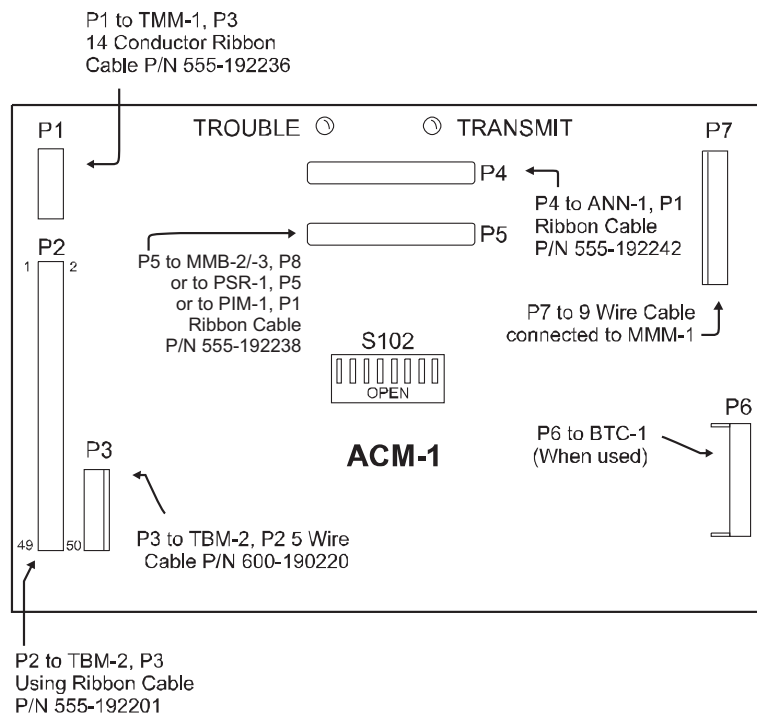 P1 to TMM-1, P3
14 Conductor Ribbon
Cable P/N 555-192236
P1
TROUBLE
TRANSMIT
P7
P4
P4 to ANN-1, P1
Ribbon Cable
P/N 555-192242
P5
P2
1
2
P5 to MMB-2/-3, P8
or to PSR-1, P5
or to PIM-1, P1
Ribbon Cable
P/N 555-192238
P7 to 9 Wire Cable
connected to MMM-1
S102
OPEN
P6
P6 to BTC-1
(When used)
ACM-1
P3
P3 to TBM-2, P2 5 Wire
Cable P/N 600-190220
49
50
P2 to TBM-2, P3
Using Ribbon Cable
P/N 555-192201